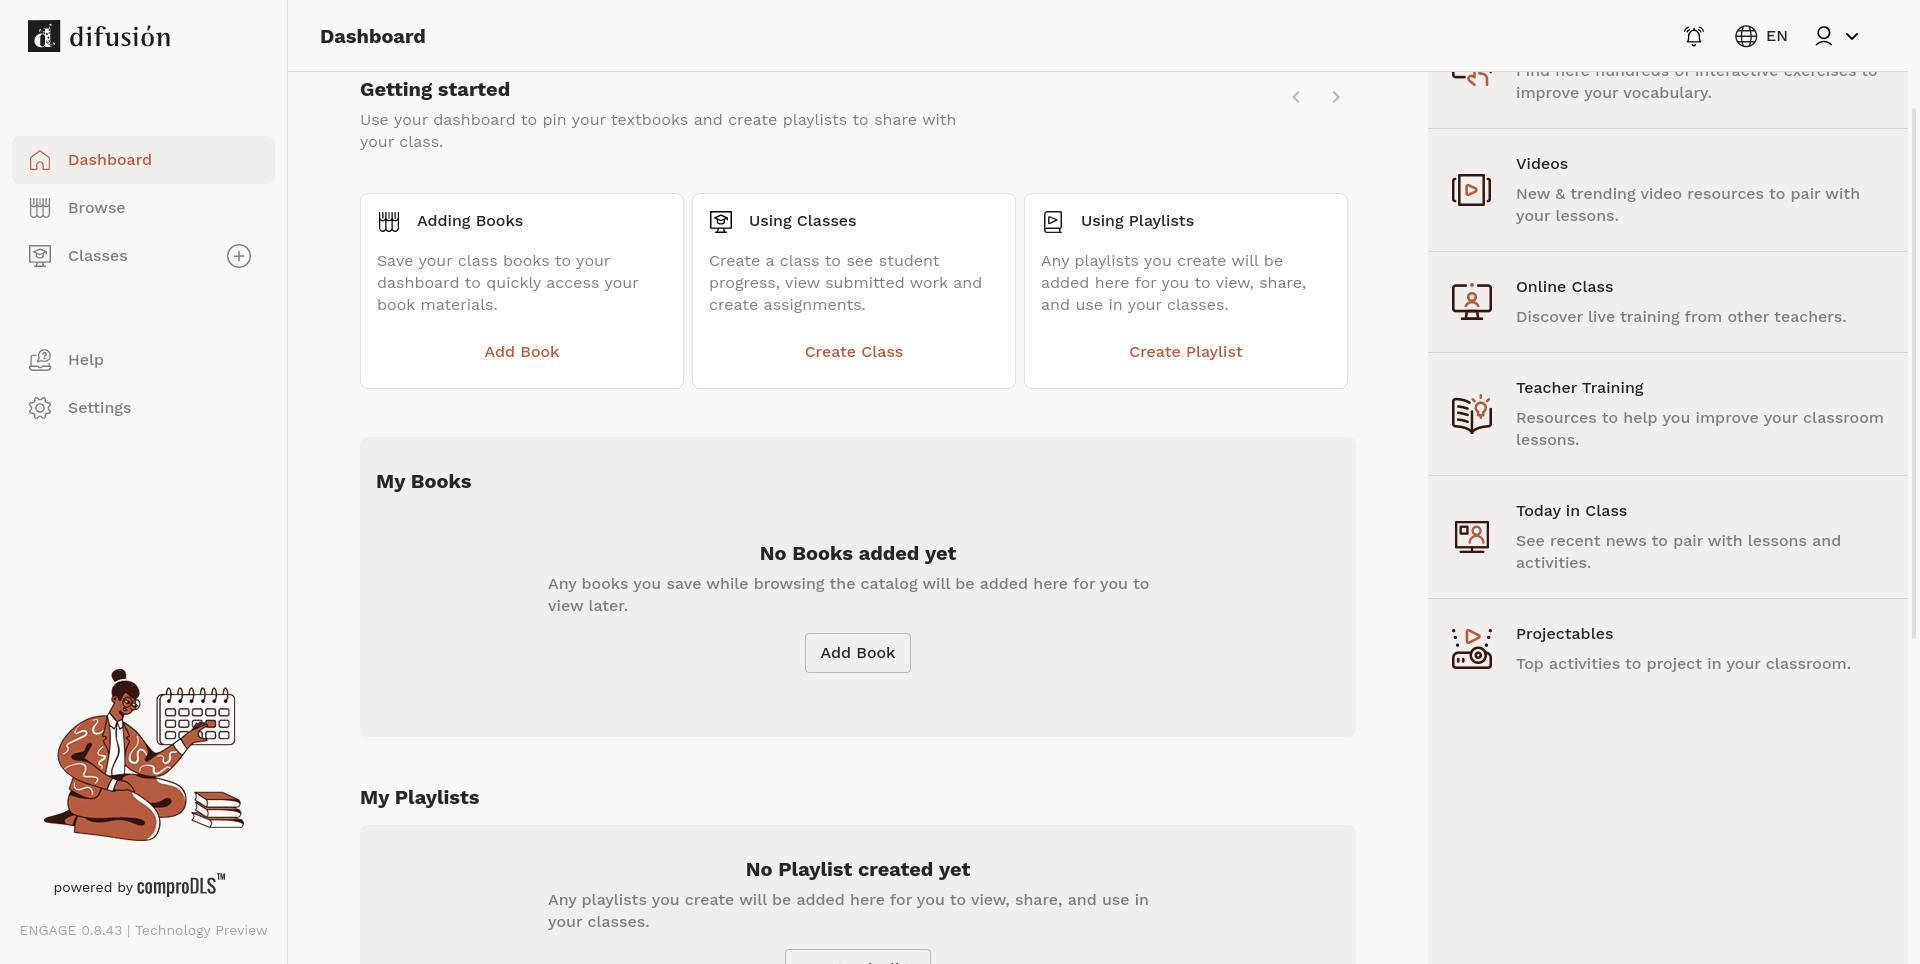 difusión
Dashboard
EN
Dashboard
Browse
Classes
Help
Settings
powered by comproDLS™
ENGAGE 0.8.43 | Technology Preview
Getting started
Use your dashboard to pin your textbooks and create playlists to share with
your class.
Adding Books
Save your class books to your
dashboard to quickly access your
book materials.
Add Book
Using Classes
Create a class to see student
progress, view submitted work and
create assignments.
Create Class
Using Playlists
Any playlists you create will be
added here for you to view, share,
and use in your classes.
Create Playlist
My Books
No Books added yet
Any books you save while browsing the catalog will be added here for you to
view later.
Add Book
My Playlists
No Playlist created yet
Any playlists you create will be added here for you to view, share, and use in
your classes.
Find here hundreds of interactive exercises to
improve your vocabulary.
Videos
New & trending video resources to pair with
your lessons.
Online Class
Discover live training from other teachers.
Teacher Training
Resources to help you improve your classroom
lessons.
Today in Class
See recent news to pair with lessons and
activities.
Projectables
Top activities to project in your classroom.